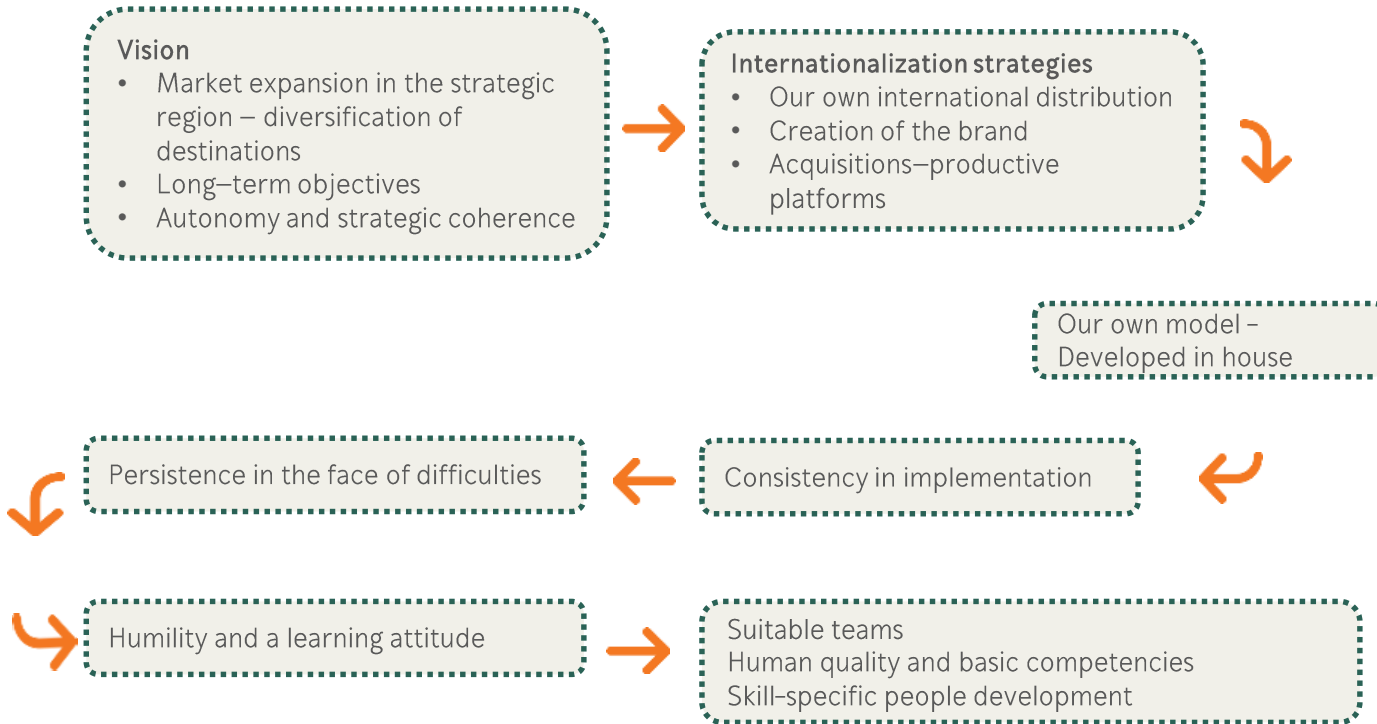 Vision
• Market expansion in the strategic
region – diversification of
destinations
• Long–term objectives
• Autonomy and strategic coherence
Internationalization strategies
• Our own international distribution
• Creation of the brand
• Acquisitions–productive
platforms
Our own model -
Developed in house
Consistency in implementation
Persistence in the face of difficulties
Humility and a learning attitude
Suitable teams
Human quality and basic competencies
Skill-specific people development